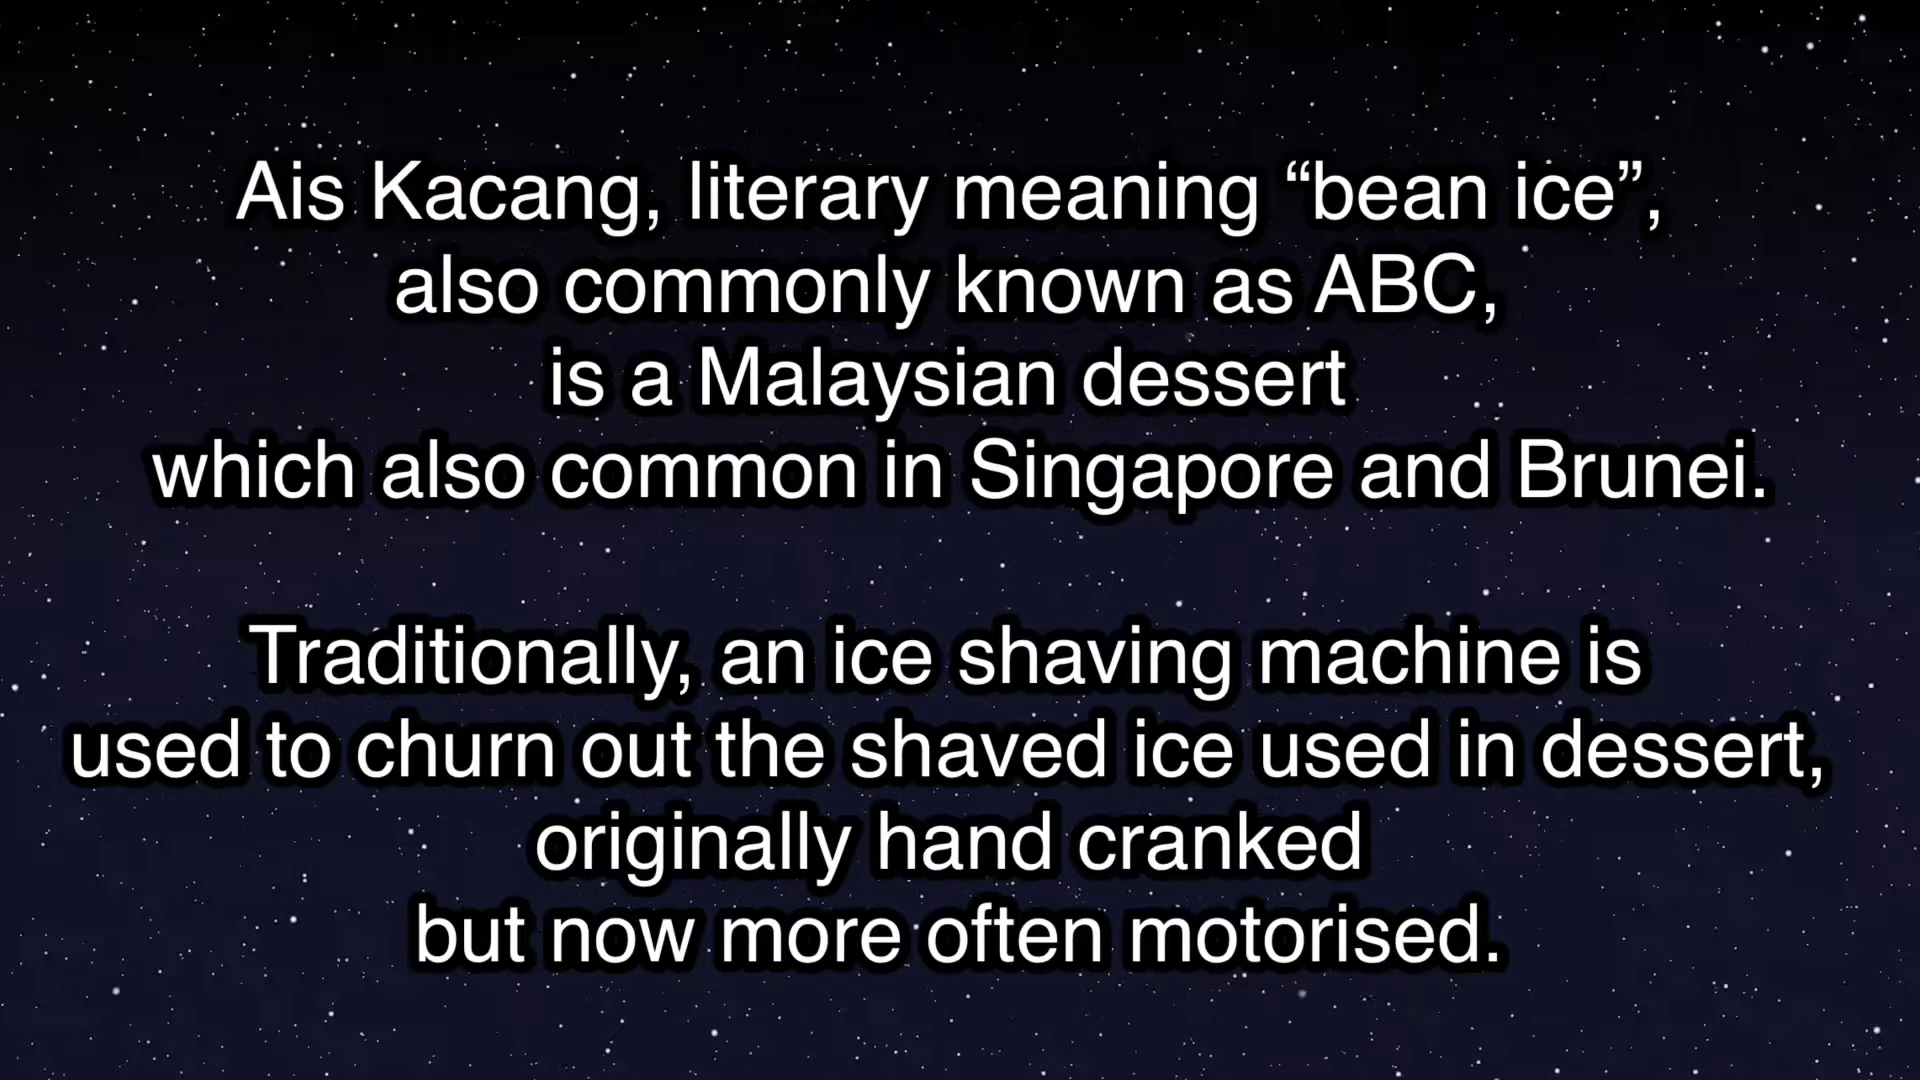 Ais Kacang, literary meaning “bean ice”,
also commonly known as ABC,
is a Malaysian dessert
which also common in Singapore and Brunei.
Traditionally, an ice shaving machine is
used to churn out the shaved ice used in dessert,
originally hand cranked
but now more often motorised.